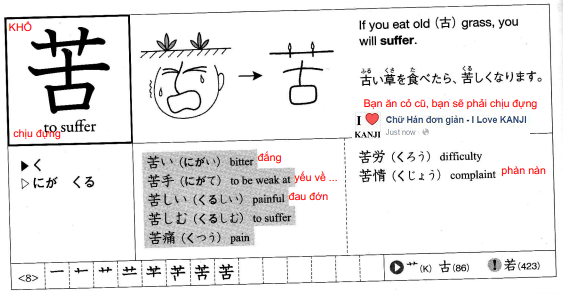 KHỔ
苦
chịu đựng
to suffer
If you eat old (古) grass, you
will suffer.
古い草を食べたら、苦しくなります。
ふる くさ た くる
Bạn ăn cỏ cũ, bạn sẽ phải chịu đựng
I ❤ KANJI
Chữ Hán đơn giản - I Love KANJI
Just now
▶く
▷にが くる
苦い(にがい) bitter đắng
苦手(にがて) to be weak at yếu về ...
苦しい(くるしい) painful đau đớn
苦しむ(くるしむ) to suffer
苦痛(くつう) pain
苦労(くろう) difficulty
苦情(くじょう) complaint phàn nàn
<8> 一 十 艹 苎 苹 苦 苦 苦
艹(K) 古(86) ! 若(423)